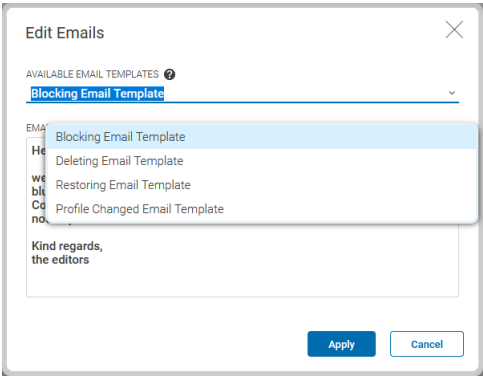 Edit Emails
AVAILABLE EMAIL TEMPLATES ?
Blocking Email Template
Blocking Email Template
Deleting Email Template
Restoring Email Template
Profile Changed Email Template
Kind regards,
the editors
Apply
Cancel